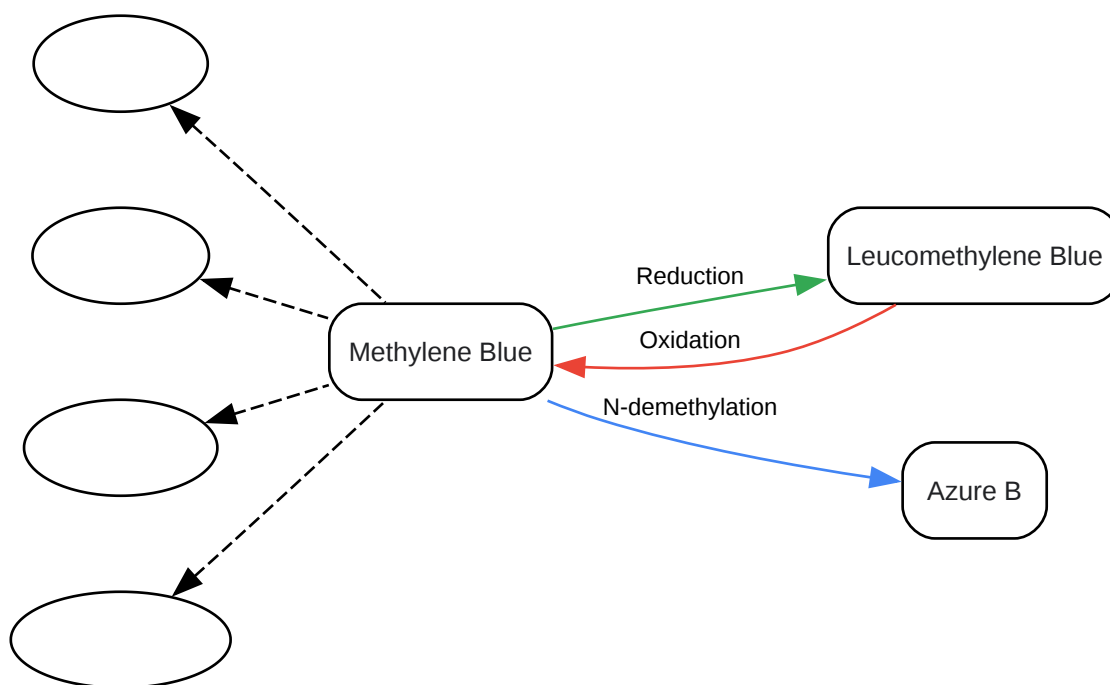 Leucomethylene Blue
Reduction
Oxidation
Methylene Blue
N-demethylation
Azure B